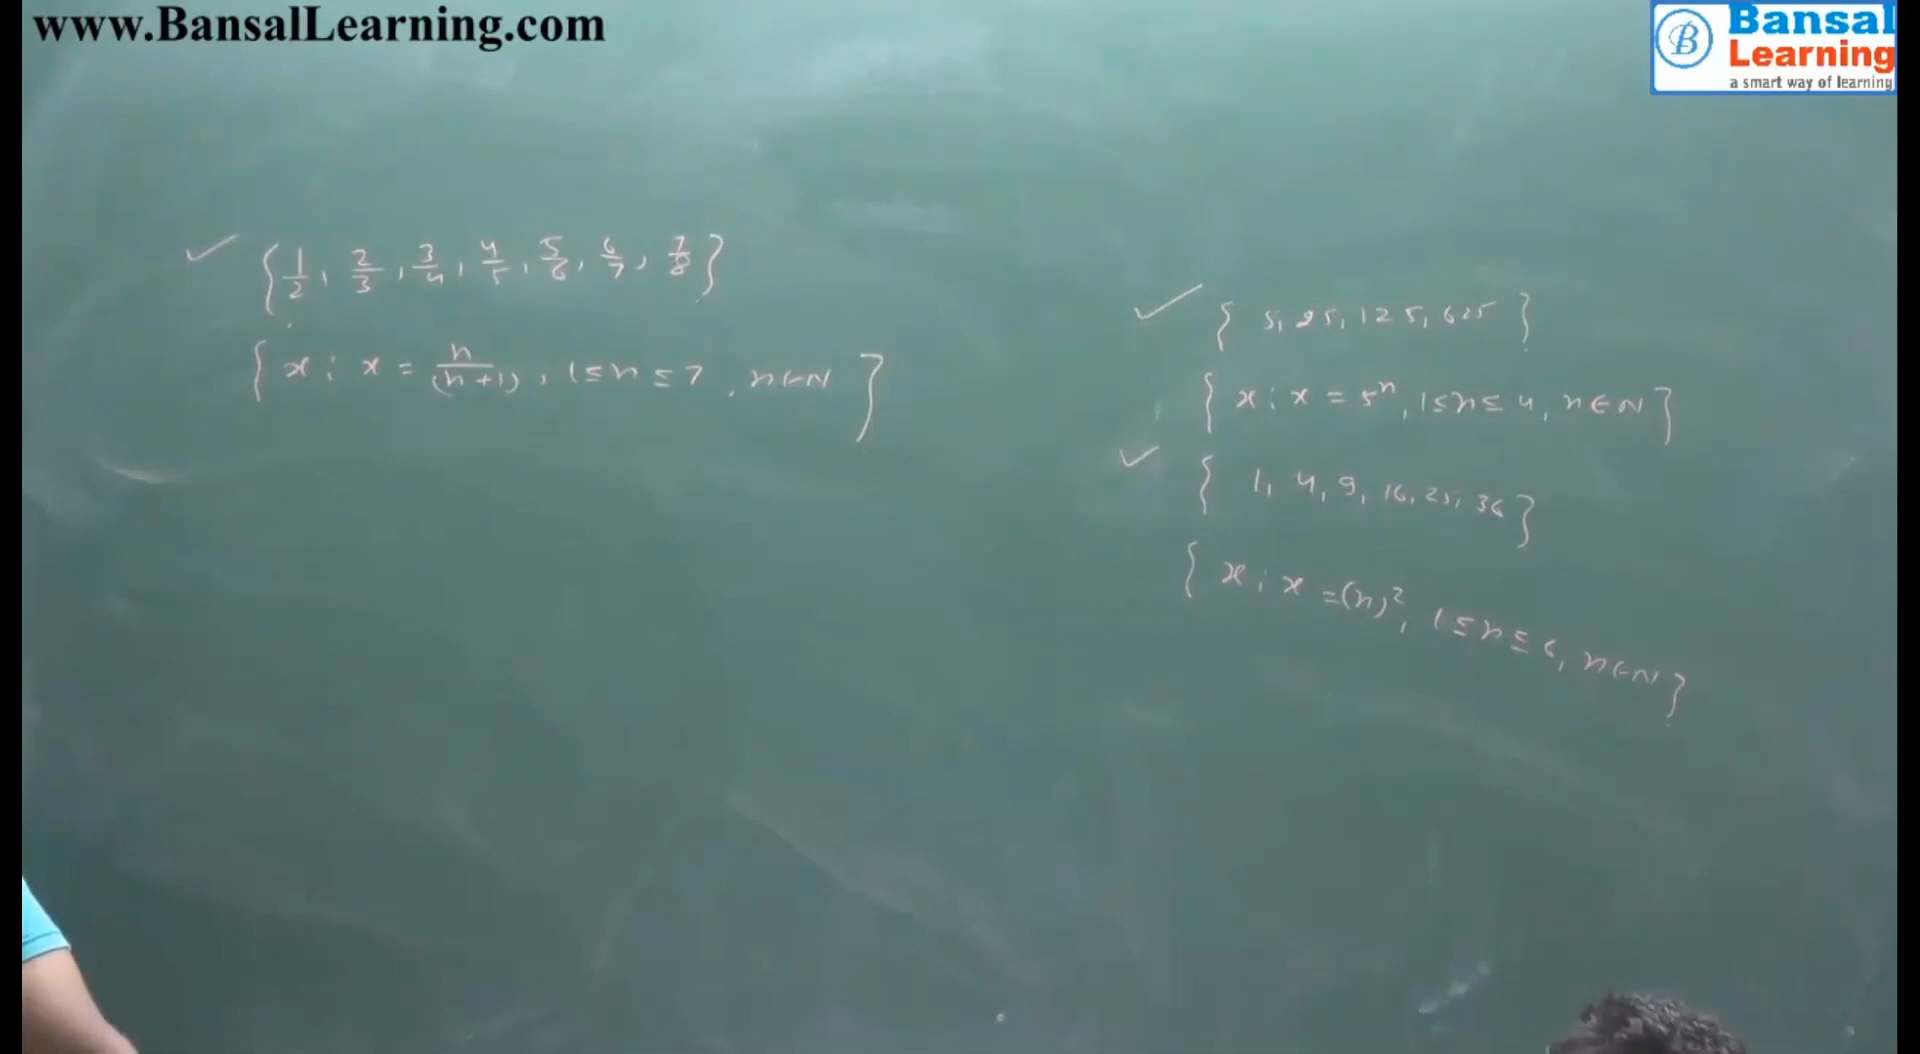 www.BansalLearning.com
Bansal
Learning
a smart way of learning
{1/2, 2/3, 3/4, 4/5, 5/6, 6/7, 7/8}
{x : x = n/(n+1), 1≤n≤7, n∈N}
{5, 25, 125, 625}
{x : x = 5ⁿ, 1≤n≤4, n∈N}
{1, 4, 9, 16, 25, 36}
{x : x = (n)², 1≤n≤6, n∈N}